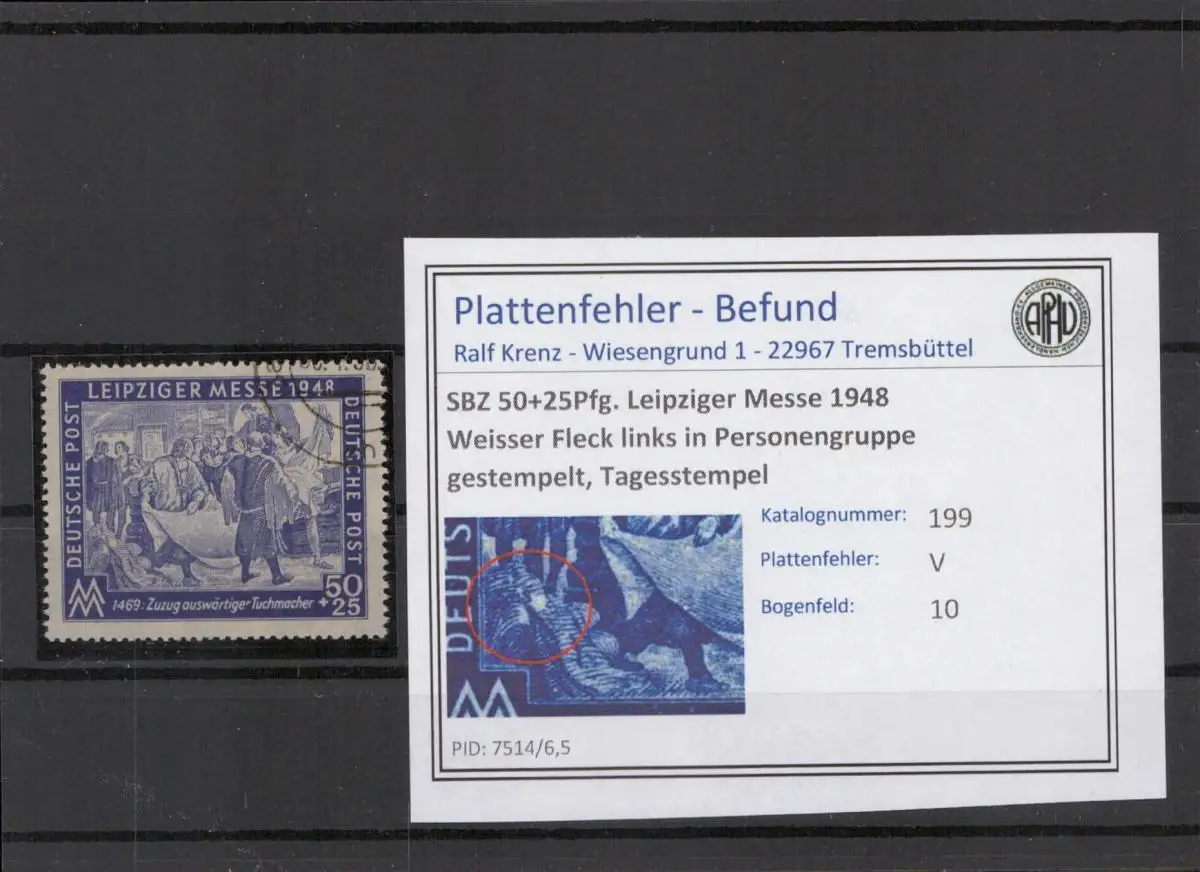 LEIPZIGER MESSE 1948
DEUTSCHE POST
DEUTSCHE POST
1469: Zuzug auswärtiger Tuchmacher
50
+25
Plattenfehler - Befund
Ralf Krenz - Wiesengrund 1 - 22967 Tremsbüttel
APHV
SBZ 50+25Pfg. Leipziger Messe 1948
Weisser Fleck links in Personengruppe
gestempelt, Tagesstempel
DEUTS
Katalognummer: 199
Plattenfehler: V
Bogenfeld: 10
PID: 7514/6,5